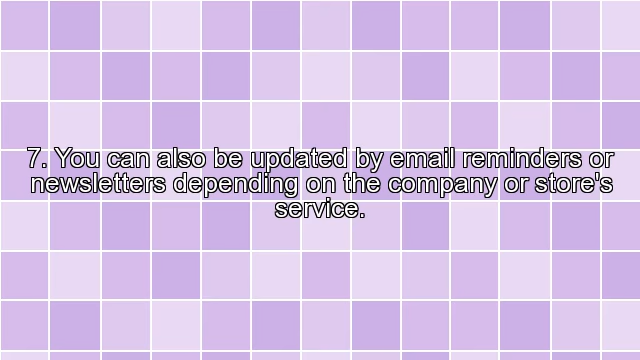 7. You can also be updated by email reminders or
newsletters depending on the company or store's
service.